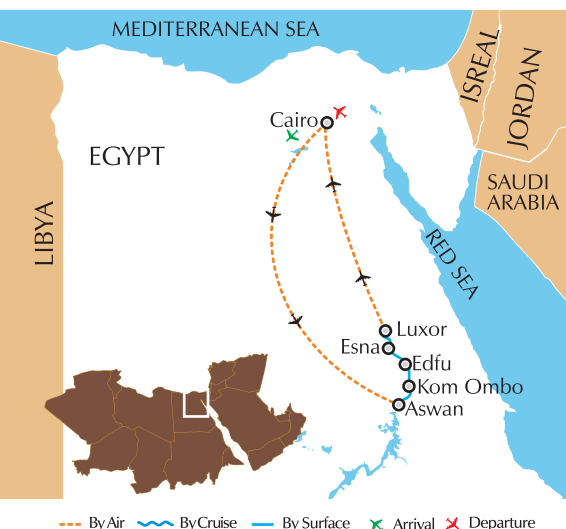 MEDITERRANEAN SEA
ISREAL
JORDAN
Cairo
EGYPT
SAUDI
ARABIA
LIBYA
RED SEA
Luxor
Esna
Edfu
Kom Ombo
Aswan
By Air
By Cruise
By Surface
Arrival
Departure